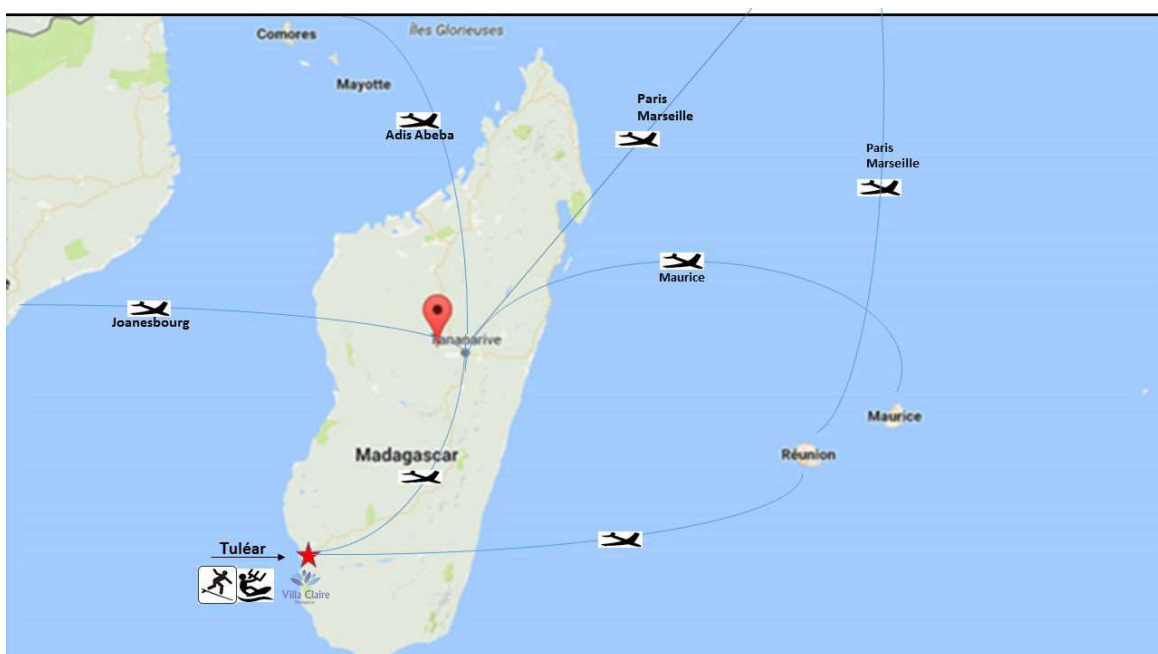 Comores
Îles Glorieuses
Mayotte
Adis Abeba
Paris
Marseille
Paris
Marseille
Maurice
Joanesbourg
Tananarive
Maurice
Madagascar
Réunion
Tuléar
Villa Claire